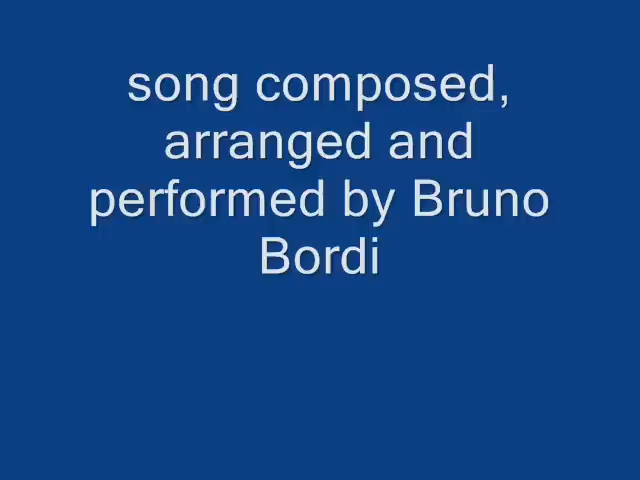 song composed,
arranged and
performed by Bruno
Bordi